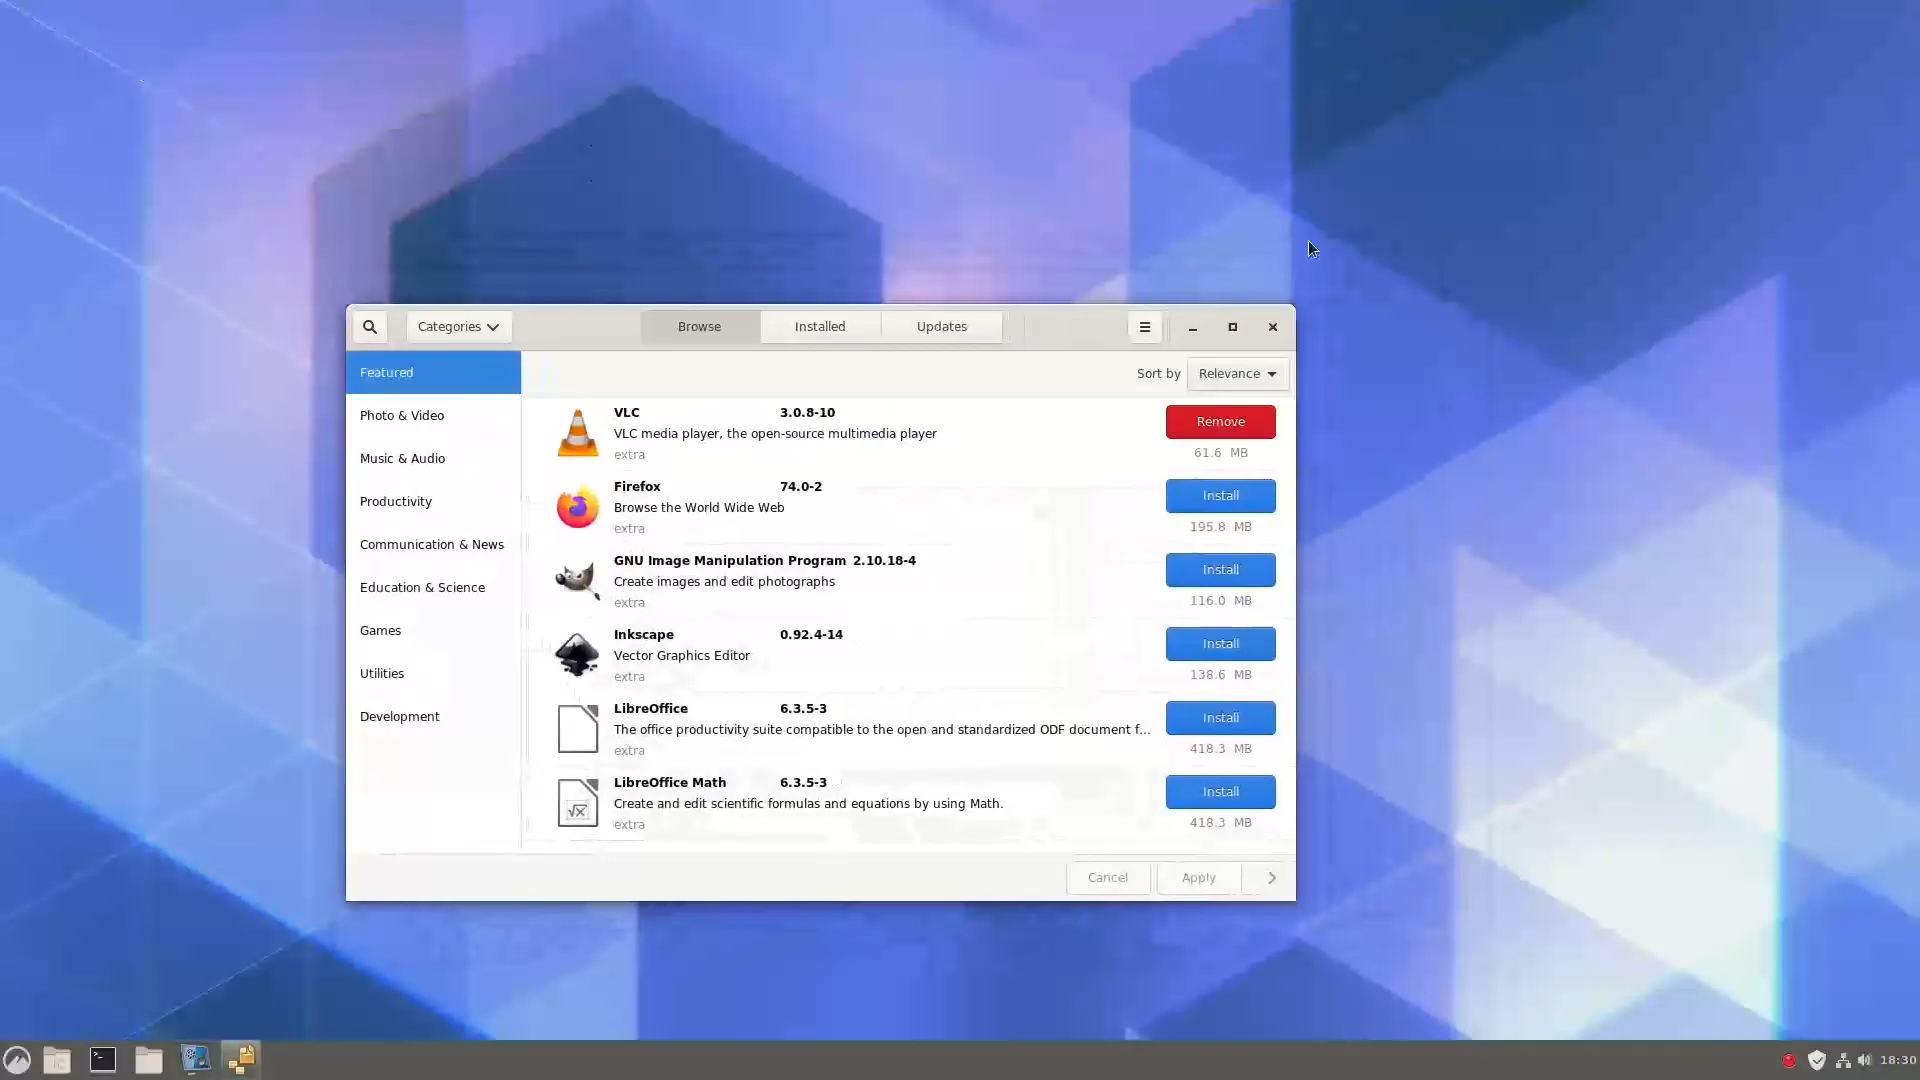 Categories
Browse
Installed
Updates
Featured
Sort by
Relevance
Photo & Video
Music & Audio
Productivity
Communication & News
Education & Science
Games
Utilities
Development
VLC 3.0.8-10
VLC media player, the open-source multimedia player
extra
Remove
61.6 MB
Firefox 74.0-2
Browse the World Wide Web
extra
Install
195.8 MB
GNU Image Manipulation Program 2.10.18-4
Create images and edit photographs
extra
Install
116.0 MB
Inkscape 0.92.4-14
Vector Graphics Editor
extra
Install
138.6 MB
LibreOffice 6.3.5-3
The office productivity suite compatible to the open and standardized ODF document f...
extra
Install
418.3 MB
LibreOffice Math 6.3.5-3
Create and edit scientific formulas and equations by using Math.
extra
Install
418.3 MB
Cancel
Apply
18:30